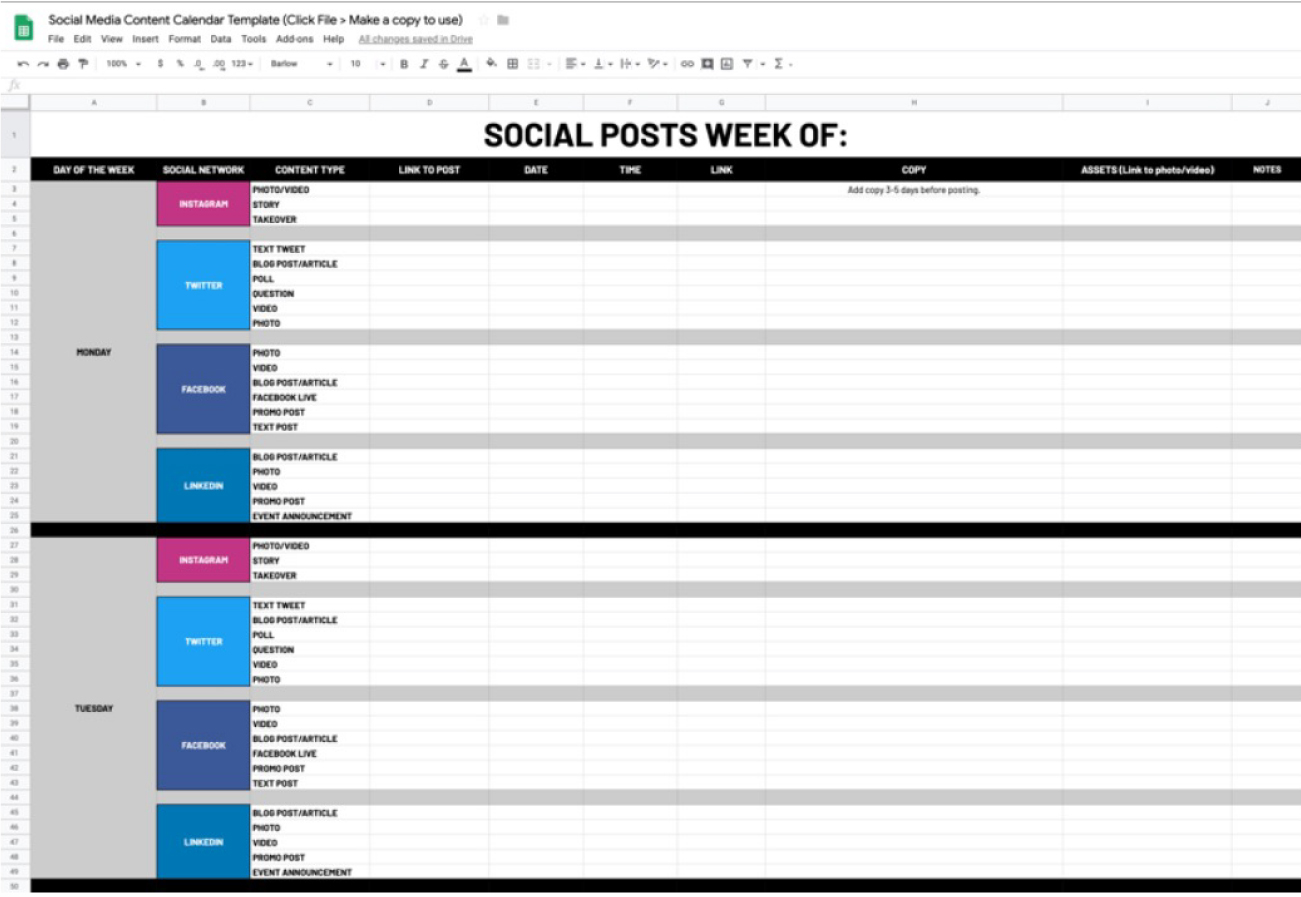 Social Media Content Calendar Template (Click File > Make a copy to use)
File Edit View Insert Format Data Tools Add-ons Help All changes saved in Drive
100% $ % .0 .00 123 Barlow 10 B I S A
fx
A B C D E F G H I J
1 SOCIAL POSTS WEEK OF:
2 DAY OF THE WEEK SOCIAL NETWORK CONTENT TYPE LINK TO POST DATE TIME LINK COPY ASSETS (Link to photo/video) NOTES
3 PHOTO/VIDEO Add copy 3-5 days before posting.
4 INSTAGRAM STORY
5 TAKEOVER
6
7 TEXT TWEET
8 BLOG POST/ARTICLE
9 POLL
TWITTER
10 QUESTION
11 VIDEO
12 PHOTO
13
14 MONDAY PHOTO
15 VIDEO
16 BLOG POST/ARTICLE
FACEBOOK
17 FACEBOOK LIVE
18 PROMO POST
19 TEXT POST
20
21 BLOG POST/ARTICLE
22 PHOTO
23 LINKEDIN VIDEO
24 PROMO POST
25 EVENT ANNOUNCEMENT
26
27 PHOTO/VIDEO
28 INSTAGRAM STORY
29 TAKEOVER
30
31 TEXT TWEET
32 BLOG POST/ARTICLE
33 POLL
TWITTER
34 QUESTION
35 VIDEO
36 PHOTO
37
38 TUESDAY PHOTO
39 VIDEO
40 BLOG POST/ARTICLE
FACEBOOK
41 FACEBOOK LIVE
42 PROMO POST
43 TEXT POST
44
45 BLOG POST/ARTICLE
46 PHOTO
47 LINKEDIN VIDEO
48 PROMO POST
49 EVENT ANNOUNCEMENT
50